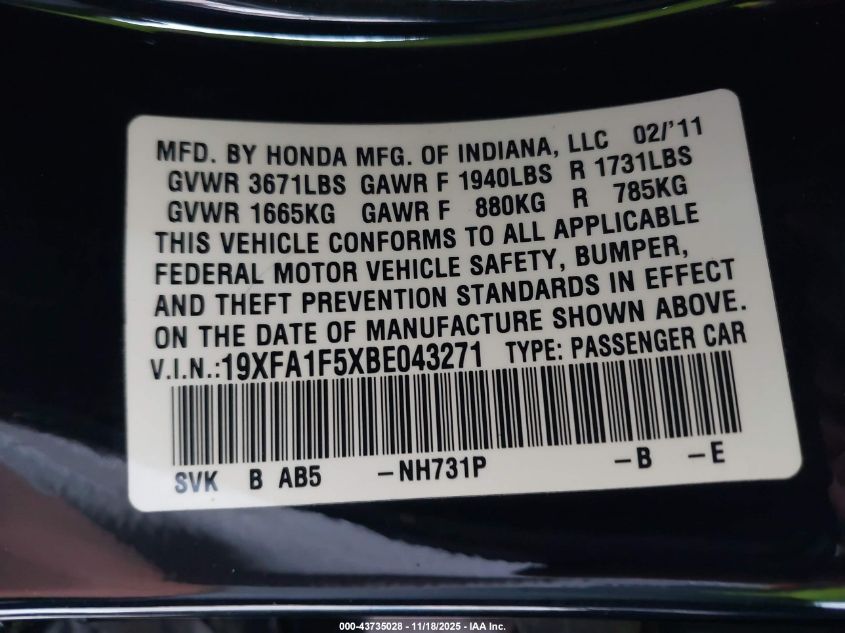 MFD. BY HONDA MFG. OF INDIANA, LLC 02/'11
GVWR 3671LBS GAWR F 1940LBS R 1731LBS
GVWR 1665KG GAWR F 880KG R 785KG
THIS VEHICLE CONFORMS TO ALL APPLICABLE
FEDERAL MOTOR VEHICLE SAFETY, BUMPER,
AND THEFT PREVENTION STANDARDS IN EFFECT
ON THE DATE OF MANUFACTURE SHOWN ABOVE.
V.I.N.:19XFA1F5XBE043271 TYPE: PASSENGER CAR
SVK B AB5 -NH731P -B -E
000-43735028 - 11/18/2025 - IAA Inc.